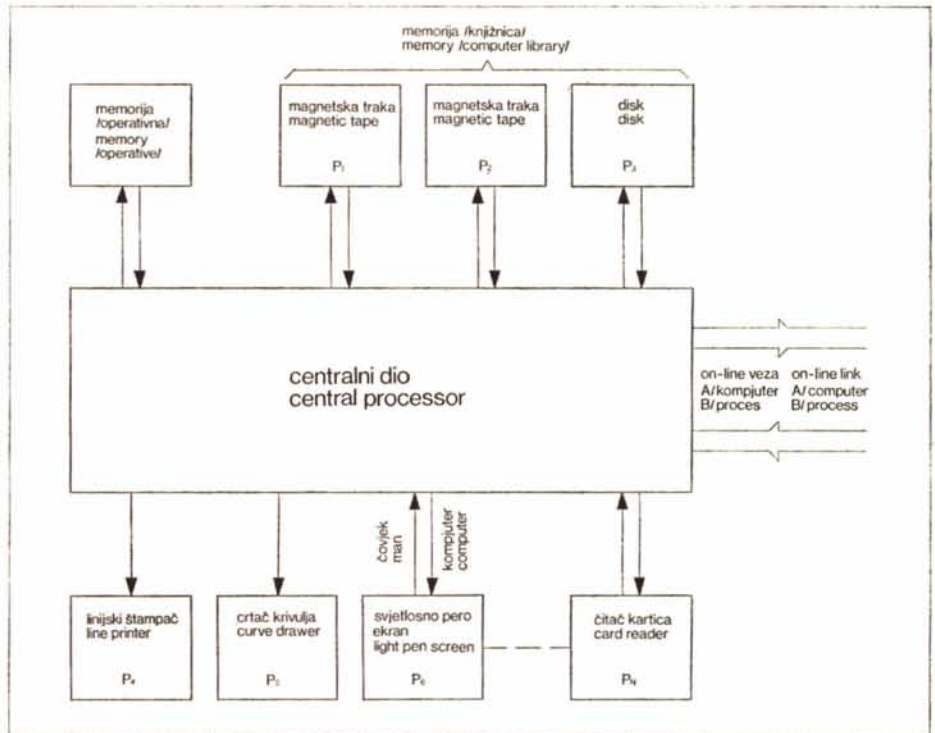 memorija /knjižnica/
memory /computer library/
memorija
/operativna/
memory
/operative/
magnetska traka
magnetic tape
P₁
magnetska traka
magnetic tape
P₂
disk
disk
P₃
centralni dio
central processor
on-line veza
A/kompjuter
B/proces
on-line link
A/computer
B/process
čovjek
man
kompjuter
computer
linijski štampač
line printer
P₄
crtač krivulja
curve drawer
P₅
svjetlosno pero
ekran
light pen screen
P₆
čitač kartica
card reader
P_N